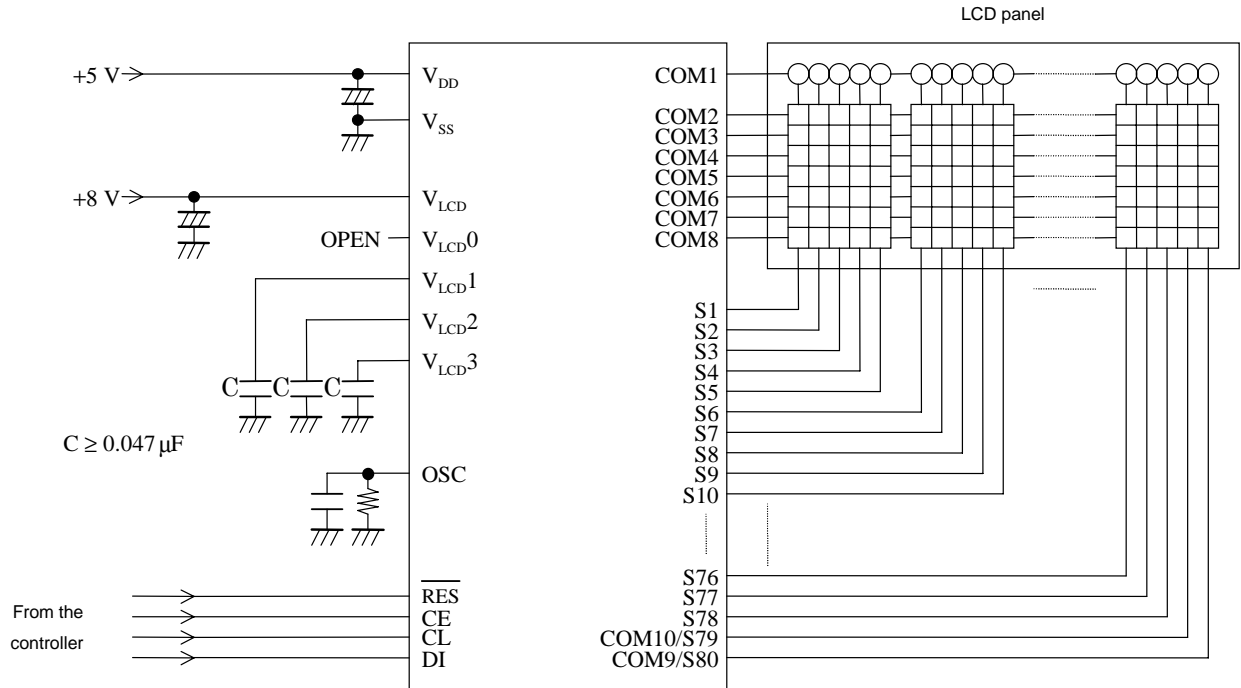 LCD panel
+5 V
VDD
COM1
VSS
COM2
COM3
COM4
COM5
COM6
COM7
COM8
+8 V
VLCD
OPEN
VLCD0
VLCD1
VLCD2
VLCD3
C
C
C
C ≥ 0.047 μF
OSC
S1
S2
S3
S4
S5
S6
S7
S8
S9
S10
S76
S77
S78
COM10/S79
COM9/S80
From the
controller
RES
CE
CL
DI